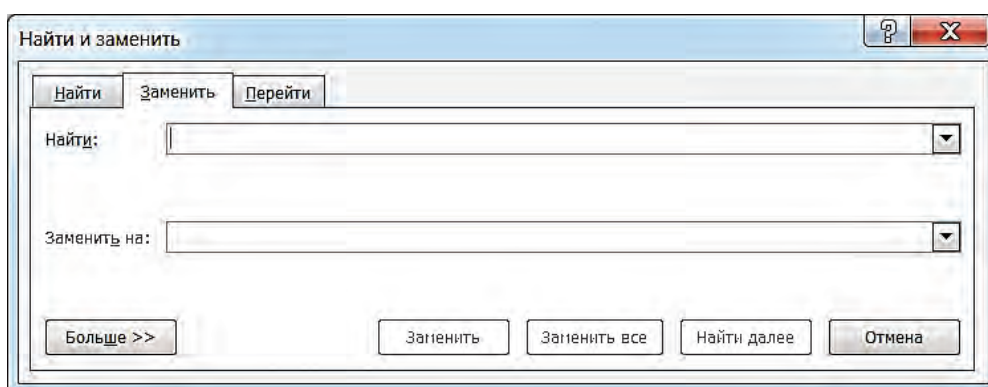 Найти и заменить
Найти Заменить Перейти
Найти:
Заменить на:
Больше >> Заменить Заменить все Найти далее Отмена